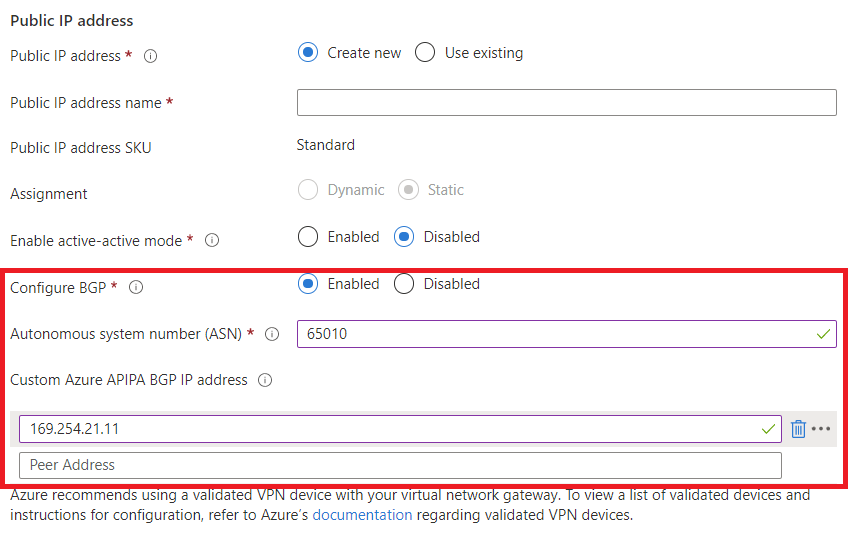 Public IP address
Public IP address * Create new Use existing
Public IP address name *
Public IP address SKU Standard
Assignment Dynamic Static
Enable active-active mode * Enabled Disabled
Configure BGP * Enabled Disabled
Autonomous system number (ASN) * 65010
Custom Azure APIPA BGP IP address
169.254.21.11
Peer Address
Azure recommends using a validated VPN device with your virtual network gateway. To view a list of validated devices and
instructions for configuration, refer to Azure's documentation regarding validated VPN devices.